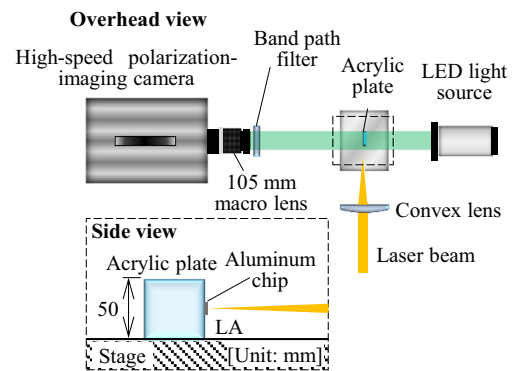 Overhead view
High-speed polarization-
imaging camera
Band path
filter
Acrylic
plate
LED light
source
105 mm
macro lens
Convex lens
Laser beam
Side view
Acrylic plate
Aluminum
chip
50
LA
Stage
[Unit: mm]